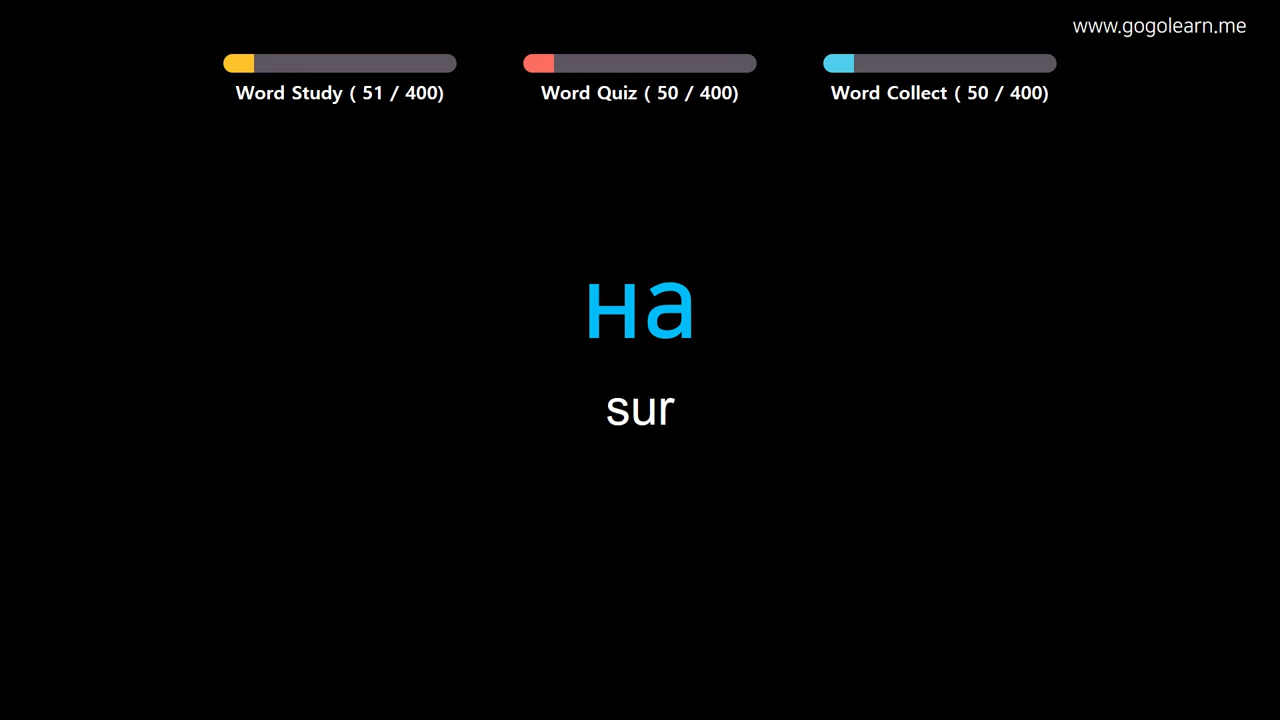 www.gogolearn.me
Word Study ( 51 / 400)
Word Quiz ( 50 / 400)
Word Collect ( 50 / 400)
на
sur